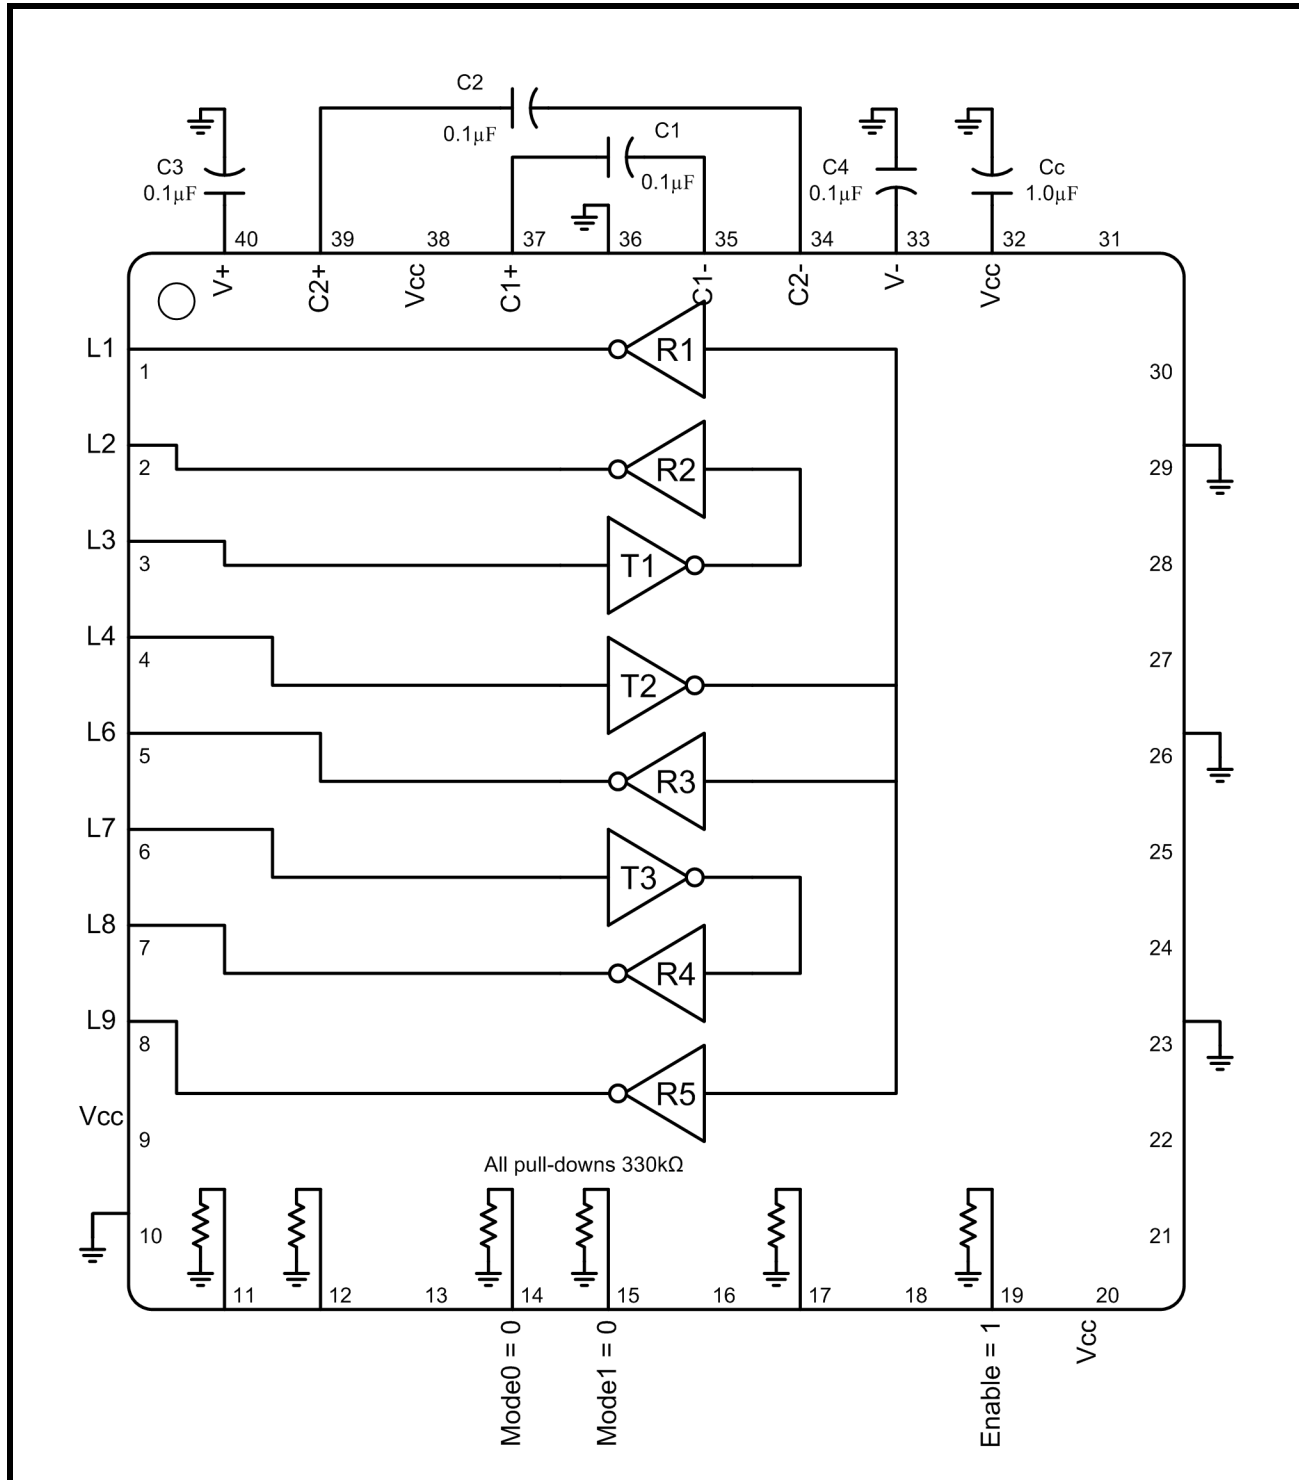 C2
0.1µF
C1
0.1µF
C3
0.1µF
C4
0.1µF
Cc
1.0µF
40 39 38 37 36 35 34 33 32 31
V+ C2+ Vcc C1+ C1- C2- V- Vcc
L1 R1
1 30
L2 R2
2 29
L3 T1
3 28
L4 T2
4 27
L6 R3
5 26
L7 T3
6 25
L8 R4
7 24
L9 R5
8 23
Vcc
9 22
All pull-downs 330kΩ
10 21
11 12 13 14 15 16 17 18 19 20
Mode0 = 0
Mode1 = 0
Enable = 1
Vcc